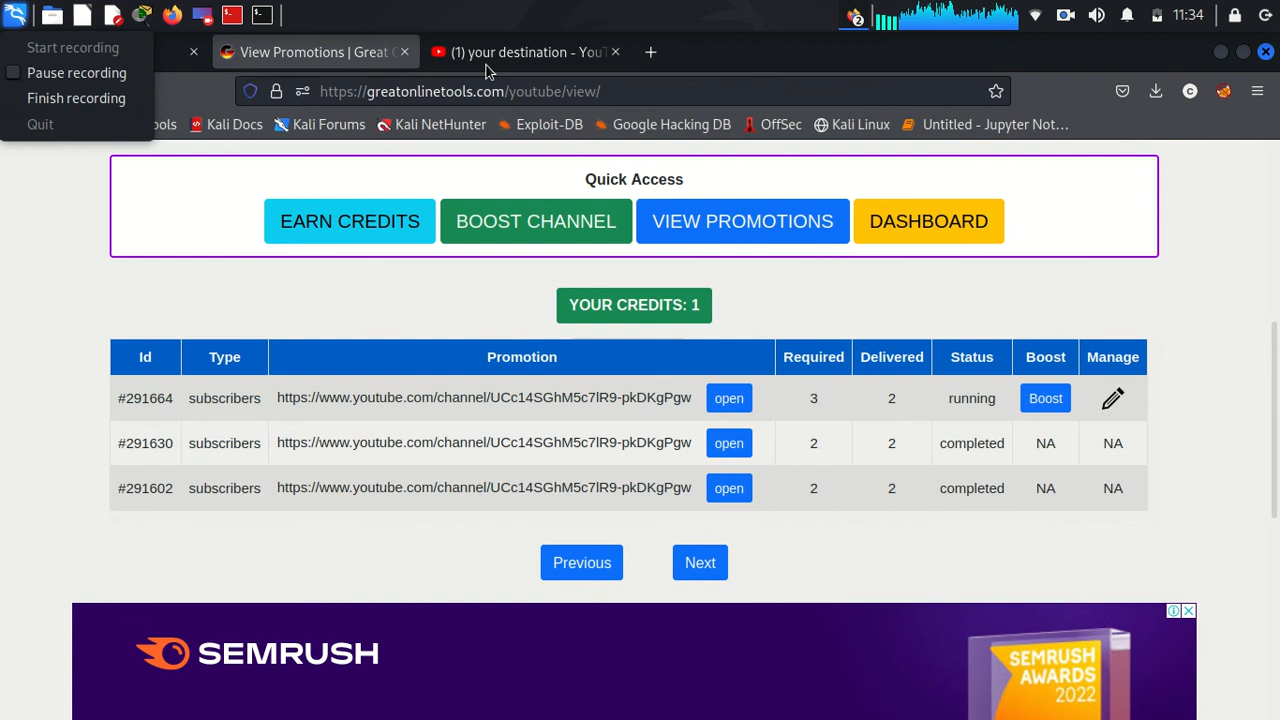 11:34
Start recording
Pause recording
Finish recording
Quit
View Promotions | Great
(1) your destination - YouT
https://greatonlinetools.com/youtube/view/
Kali Docs
Kali Forums
Kali NetHunter
Exploit-DB
Google Hacking DB
OffSec
Kali Linux
Untitled - Jupyter Not…
Quick Access
EARN CREDITS
BOOST CHANNEL
VIEW PROMOTIONS
DASHBOARD
YOUR CREDITS: 1
Id Type Promotion Required Delivered Status Boost Manage
#291664 subscribers https://www.youtube.com/channel/UCc14SGhM5c7lR9-pkDKgPgw open 3 2 running Boost
#291630 subscribers https://www.youtube.com/channel/UCc14SGhM5c7lR9-pkDKgPgw open 2 2 completed NA NA
#291602 subscribers https://www.youtube.com/channel/UCc14SGhM5c7lR9-pkDKgPgw open 2 2 completed NA NA
Previous
Next
SEMRUSH
SEMRUSH
AWARDS
2022